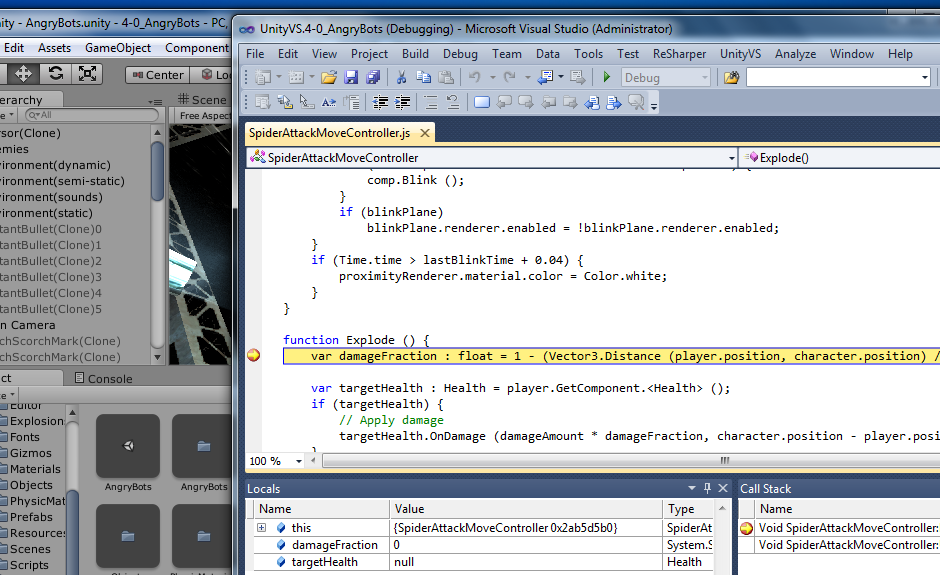 ity - AngryBots.unity - 4-0_AngryBots - PC,
Edit Assets GameObject Component
Center Loc
erarchy
Scene
e
All
Free Aspect
rsor(Clone)
emies
vironment(dynamic)
vironment(semi-static)
vironment(sounds)
vironment(static)
tantBullet(Clone)0
tantBullet(Clone)1
tantBullet(Clone)2
tantBullet(Clone)3
tantBullet(Clone)4
tantBullet(Clone)5
n Camera
chScorchMark(Clone)
chScorchMark(Clone)
ct
Console
e
Editor
Explosion
Fonts
Gizmos
Materials
Objects
PhysicMat
Prefabs
Resources
Scenes
Scripts
AngryBots
AngryBots
UnityVS.4-0_AngryBots (Debugging) - Microsoft Visual Studio (Administrator)
File Edit View Project Build Debug Team Data Tools Test ReSharper UnityVS Analyze Window Help
Debug
SpiderAttackMoveController.js
SpiderAttackMoveController
Explode()
comp.Blink ();
}
if (blinkPlane)
blinkPlane.renderer.enabled = !blinkPlane.renderer.enabled;
}
if (Time.time > lastBlinkTime + 0.04) {
proximityRenderer.material.color = Color.white;
}
}
function Explode () {
var damageFraction : float = 1 - (Vector3.Distance (player.position, character.position) /
var targetHealth : Health = player.GetComponent.<Health> ();
if (targetHealth) {
// Apply damage
targetHealth.OnDamage (damageAmount * damageFraction, character.position - player.posi
100 %
Locals
Name Value Type
this {SpiderAttackMoveController 0x2ab5d5b0} SpiderAt
damageFraction 0 System.S
targetHealth null Health
Call Stack
Name
Void SpiderAttackMoveController:
Void SpiderAttackMoveController: